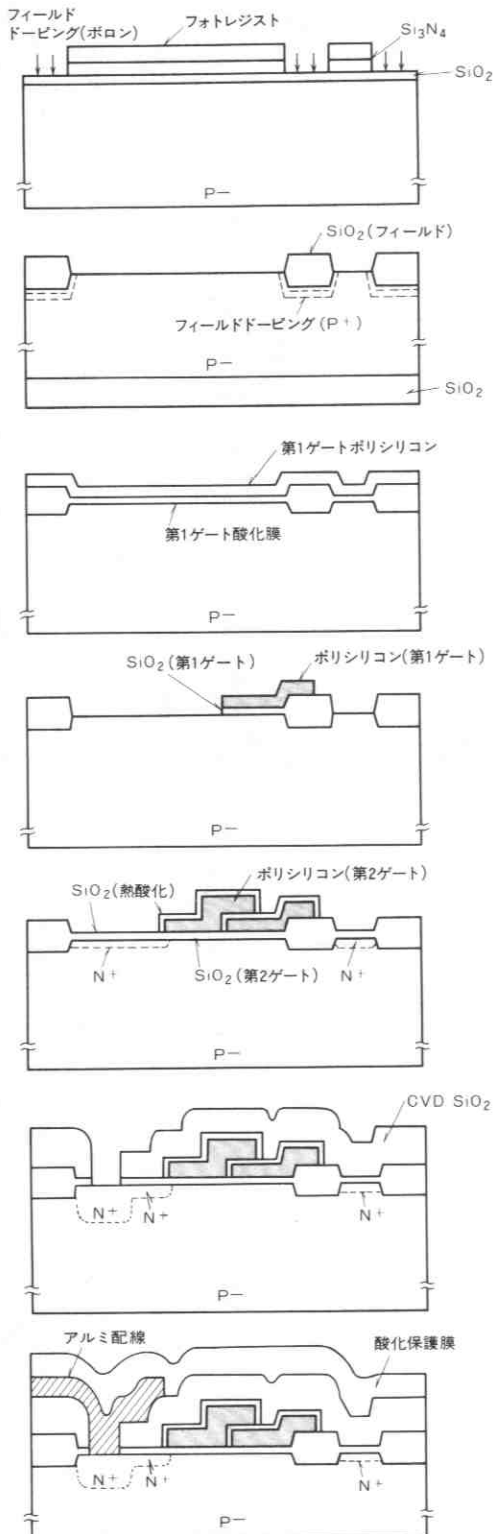 フィールド
ドーピング(ボロン)
フォトレジスト
Si3N4
SiO2
P−
SiO2(フィールド)
フィールドドーピング(P+)
P−
SiO2
第1ゲートポリシリコン
第1ゲート酸化膜
P−
SiO2(第1ゲート)
ポリシリコン(第1ゲート)
P−
ポリシリコン(第2ゲート)
SiO2(熱酸化)
N+
SiO2(第2ゲート)
N+
P−
CVD SiO2
N+
N+
N+
P−
アルミ配線
酸化保護膜
N+
N+
N+
P−